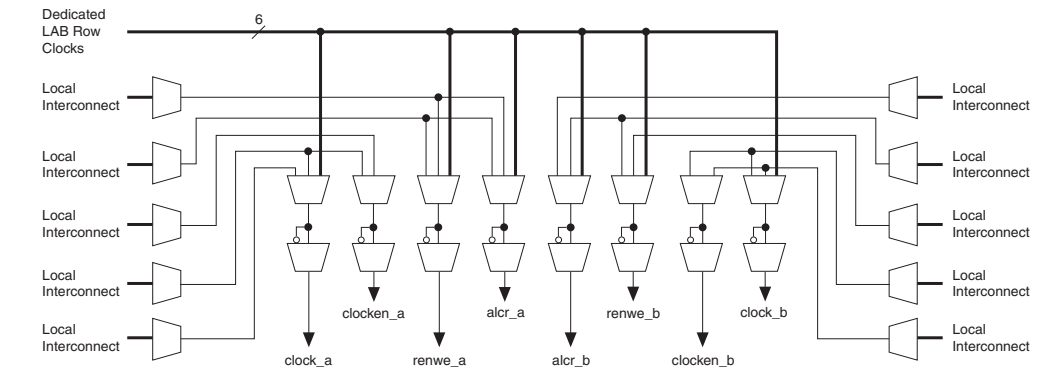 Dedicated
LAB Row
Clocks
6
Local
Interconnect
Local
Interconnect
Local
Interconnect
Local
Interconnect
Local
Interconnect
Local
Interconnect
Local
Interconnect
Local
Interconnect
Local
Interconnect
Local
Interconnect
clocken_a
alcr_a
renwe_b
clock_b
clock_a
renwe_a
alcr_b
clocken_b